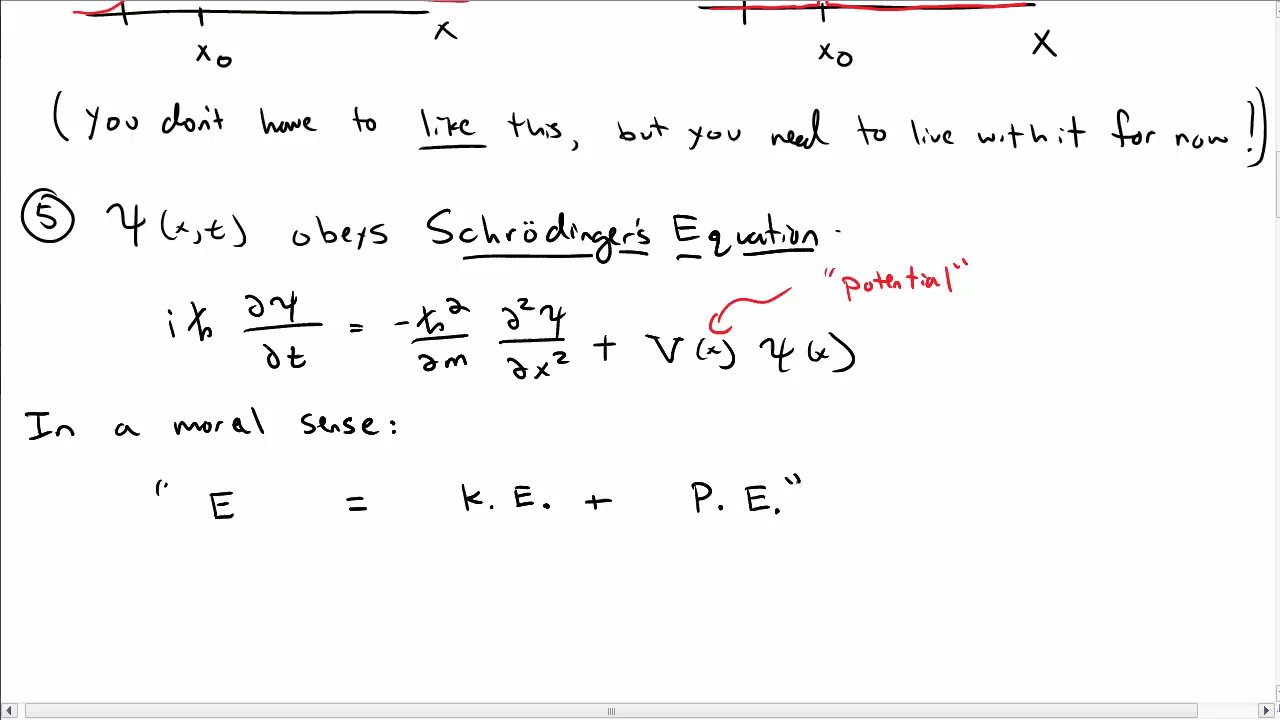 x₀ x x₀ x
(you don't have to like this, but you need to live with it for now!)
⑤ Ψ(x,t) obeys Schrödinger's Equation.
"potential"
iħ ∂Ψ/∂t = -ħ²/2m ∂²Ψ/∂x² + V(x) Ψ(x)
In a moral sense:
" E = K.E. + P.E."